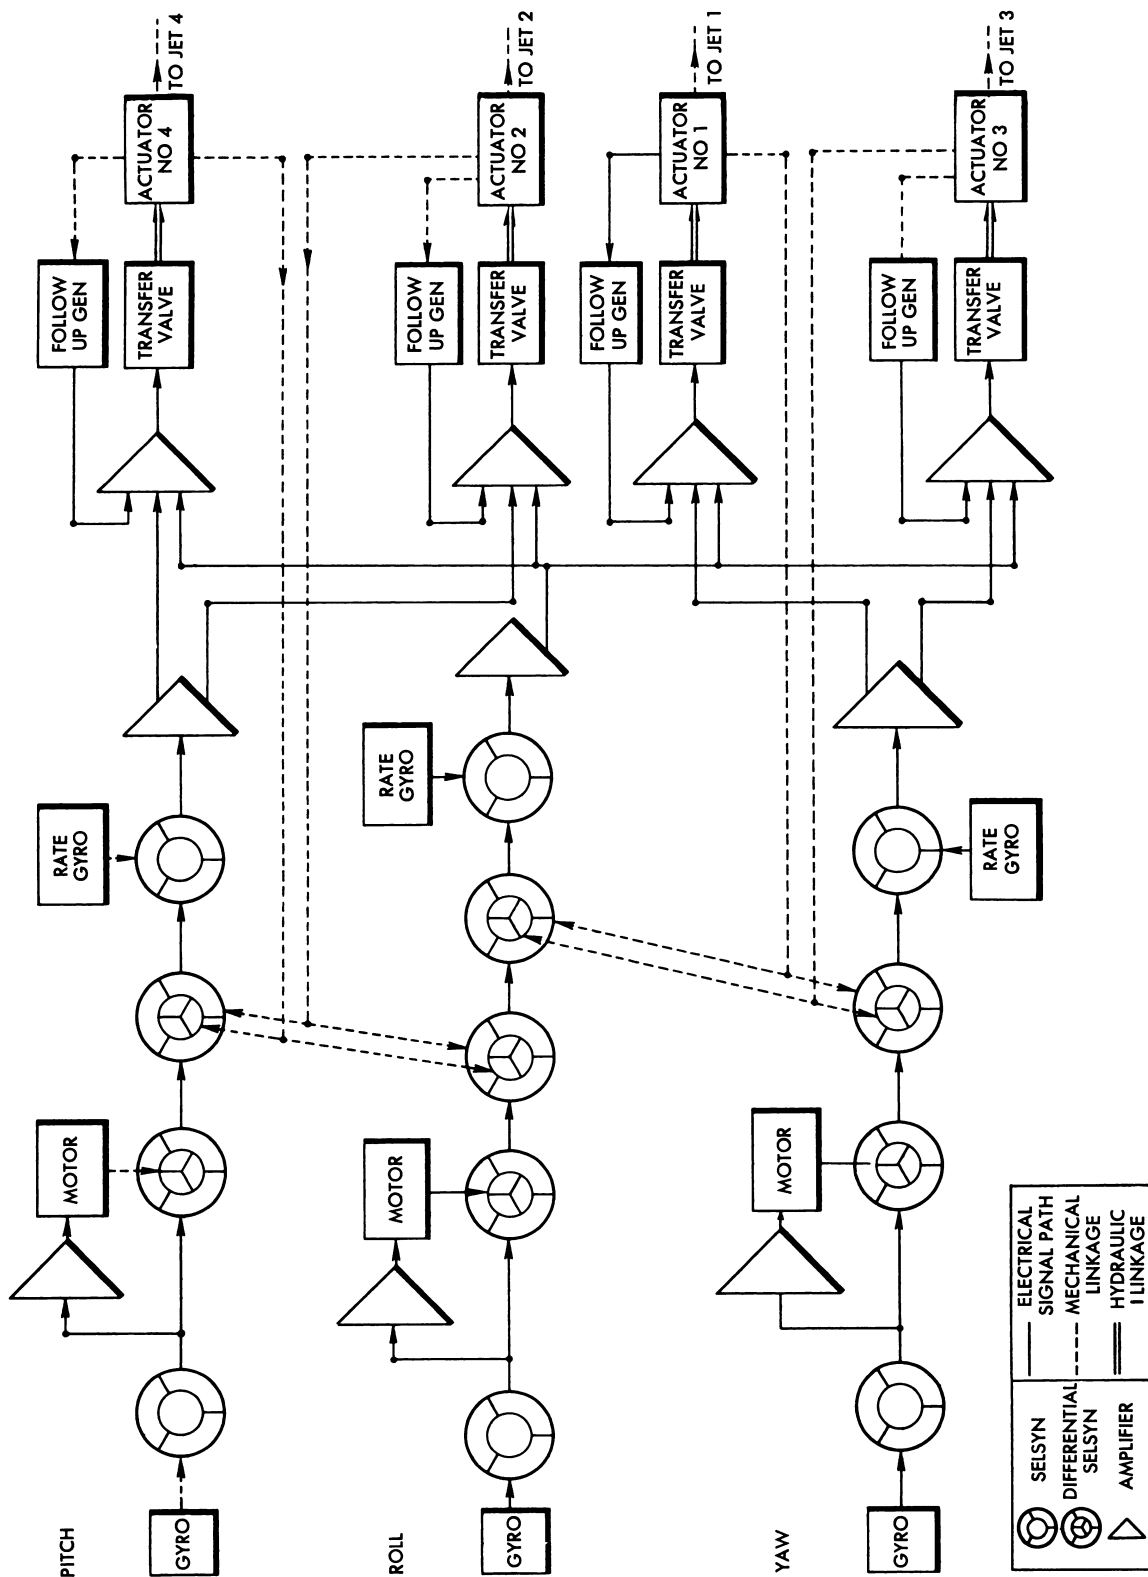 PITCH
GYRO
MOTOR
RATE
GYRO
FOLLOW
UP GEN
TRANSFER
VALVE
ACTUATOR
NO 4
TO JET 4
ROLL
GYRO
MOTOR
RATE
GYRO
FOLLOW
UP GEN
TRANSFER
VALVE
ACTUATOR
NO 2
TO JET 2
FOLLOW
UP GEN
TRANSFER
VALVE
ACTUATOR
NO 1
TO JET 1
YAW
GYRO
MOTOR
RATE
GYRO
FOLLOW
UP GEN
TRANSFER
VALVE
ACTUATOR
NO 3
TO JET 3
SELSYN
DIFFERENTIAL
SELSYN
AMPLIFIER
ELECTRICAL
SIGNAL PATH
MECHANICAL
LINKAGE
HYDRAULIC
I LINKAGE